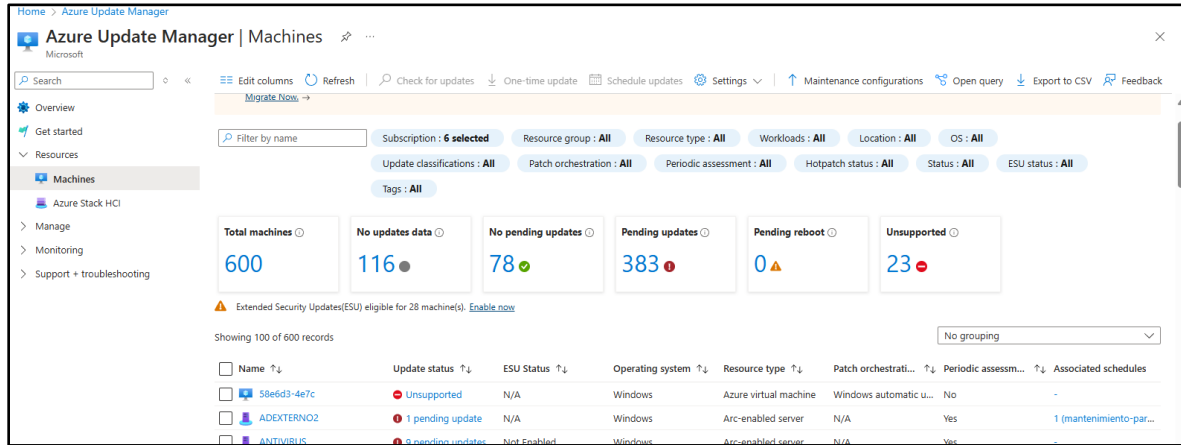 Home > Azure Update Manager
Azure Update Manager | Machines
Microsoft
Search
Edit columns Refresh Check for updates One-time update Schedule updates Settings Maintenance configurations Open query Export to CSV Feedback
Migrate Now. →
Overview
Get started
Resources
Machines
Azure Stack HCI
Manage
Monitoring
Support + troubleshooting
Filter by name Subscription : 6 selected Resource group : All Resource type : All Workloads : All Location : All OS : All
Update classifications : All Patch orchestration : All Periodic assessment : All Hotpatch status : All Status : All ESU status : All
Tags : All
Total machines No updates data No pending updates Pending updates Pending reboot Unsupported
600 116 78 383 0 23
Extended Security Updates(ESU) eligible for 28 machine(s). Enable now
Showing 100 of 600 records No grouping
Name ↑↓ Update status ↑↓ ESU Status ↑↓ Operating system ↑↓ Resource type ↑↓ Patch orchestrati... ↑↓ Periodic assessm... ↑↓ Associated schedules
58e6d3-4e7c Unsupported N/A Windows Azure virtual machine Windows automatic u... No -
ADEXTERNO2 1 pending update N/A Windows Arc-enabled server N/A Yes 1 (mantenimiento-par...
ANTIVIRUS 9 pending updates Not Enabled Windows Arc-enabled server N/A Yes -